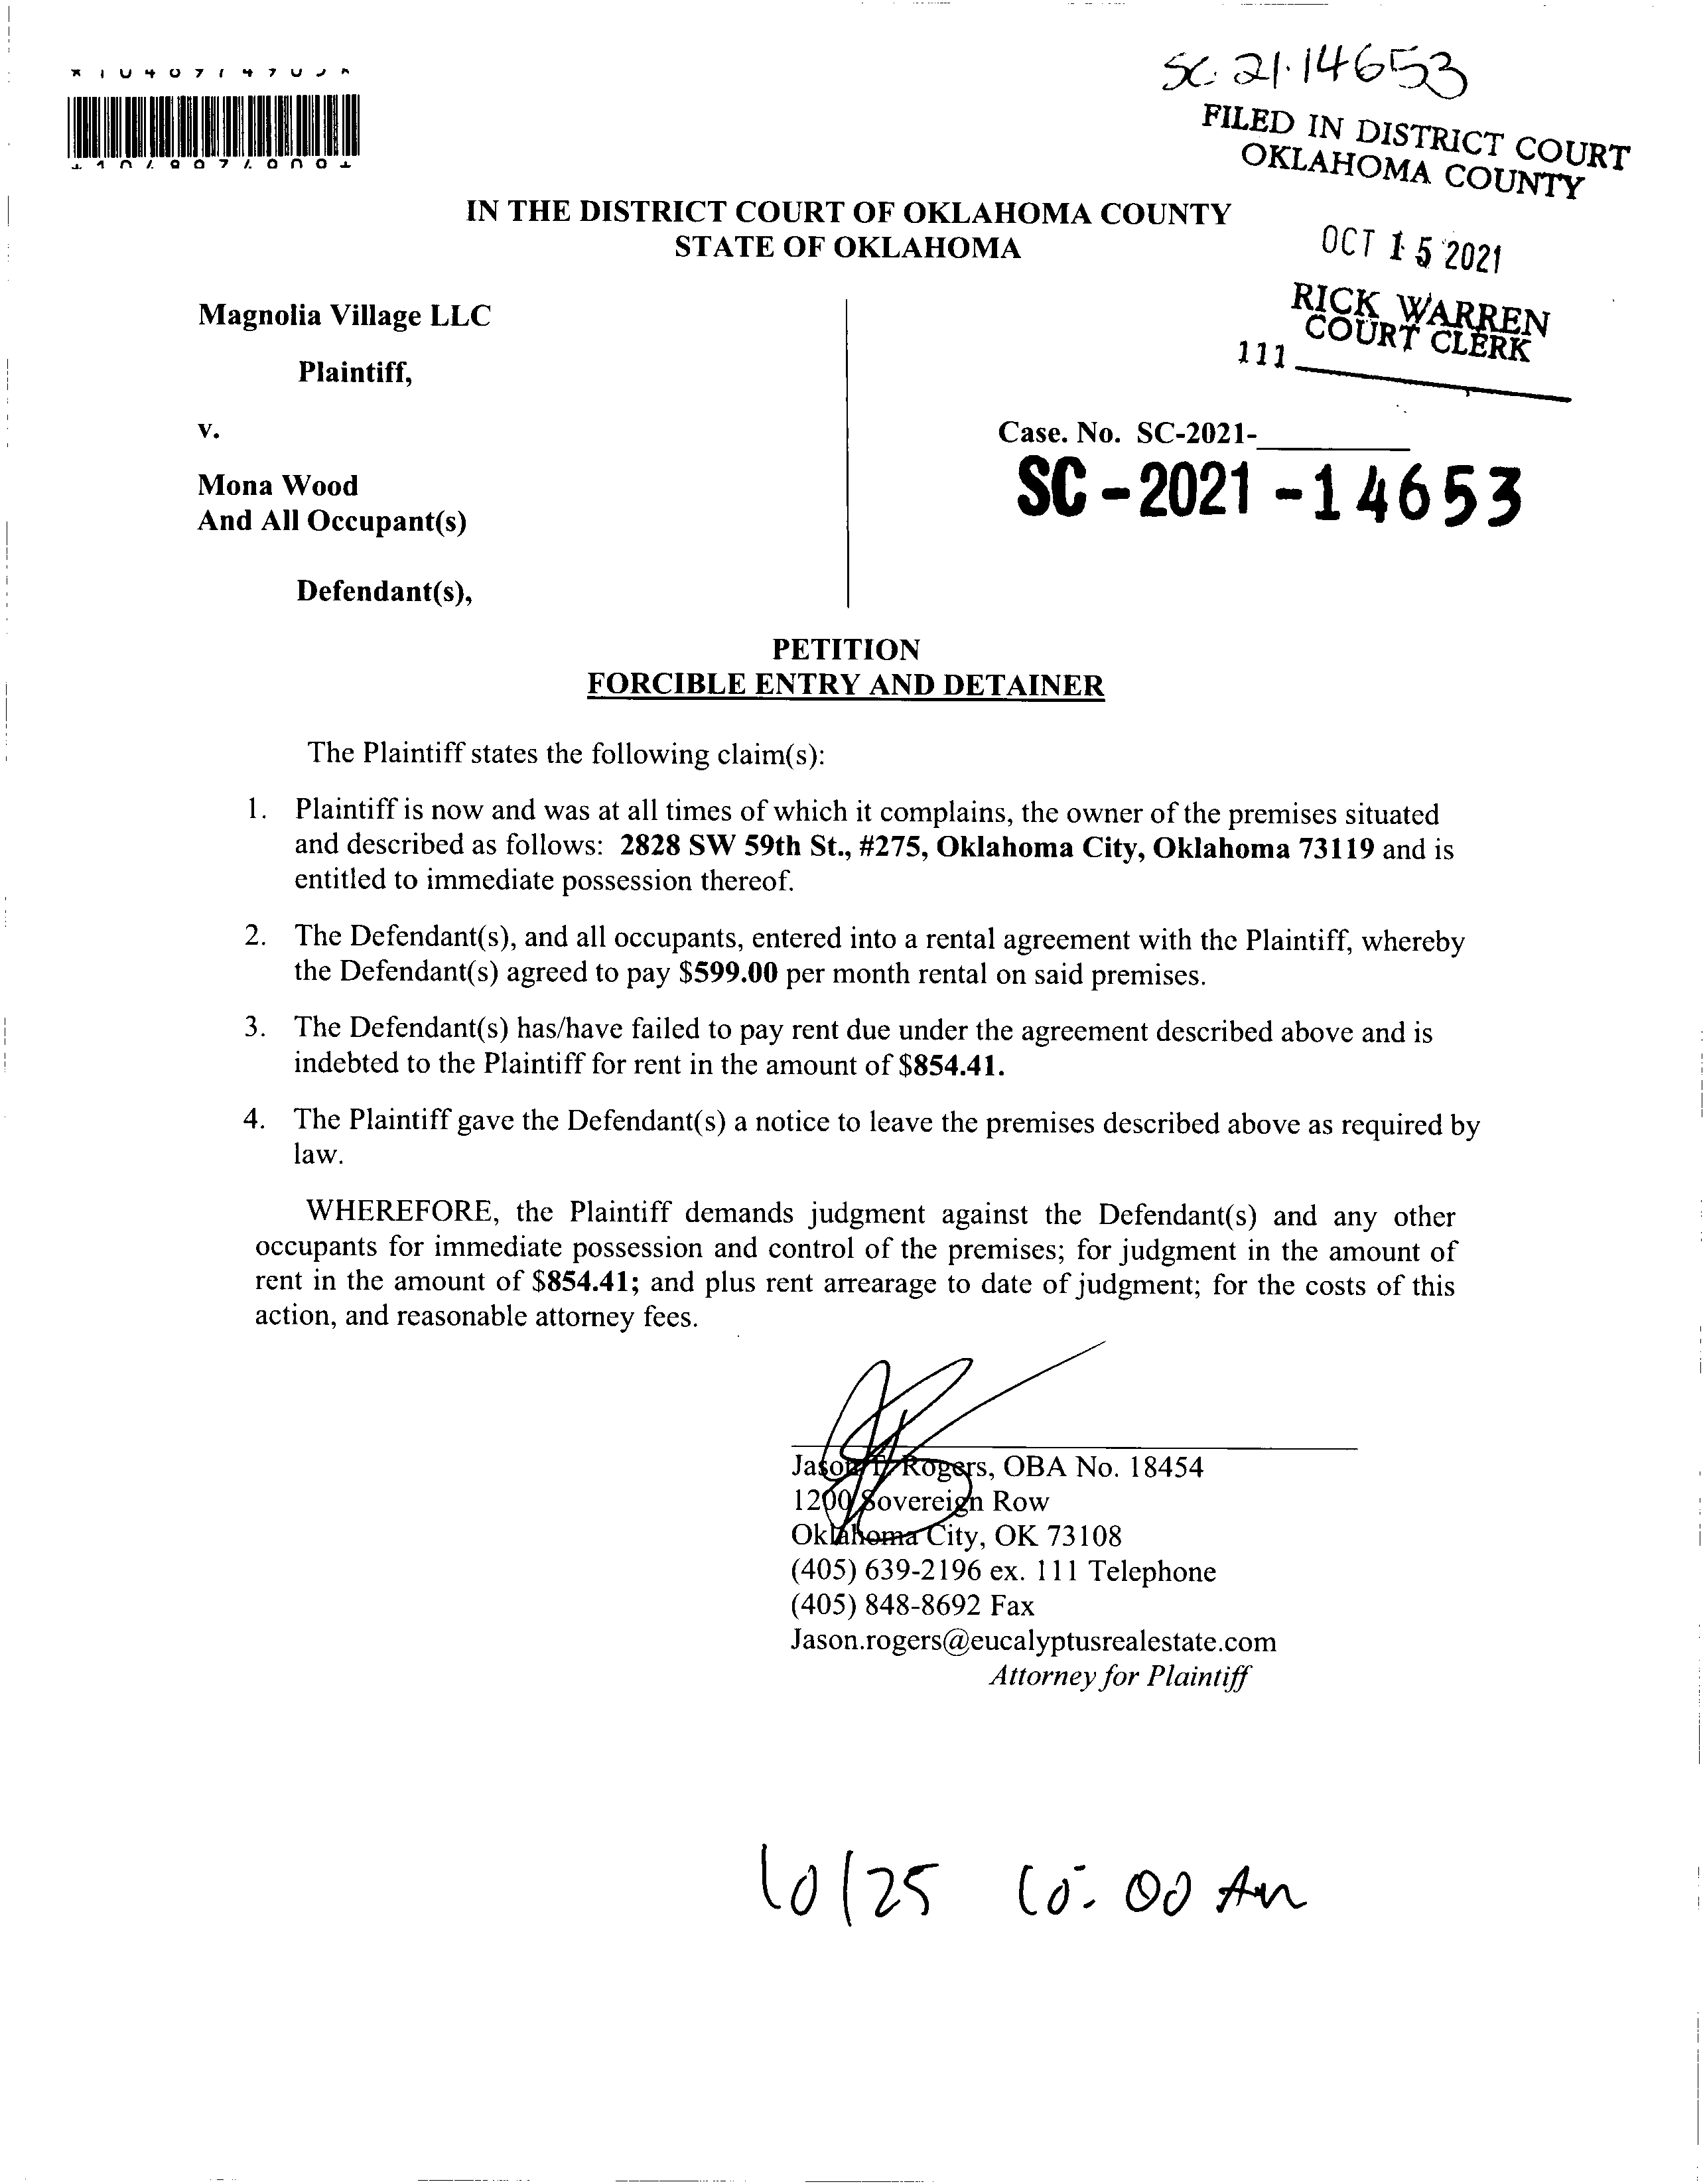 SC-21-14653
FILED IN DISTRICT COURT
OKLAHOMA COUNTY
OCT 15 2021
RICK WARREN
COURT CLERK
111
IN THE DISTRICT COURT OF OKLAHOMA COUNTY
STATE OF OKLAHOMA
Magnolia Village LLC
Plaintiff,
v.
Mona Wood
And All Occupant(s)
Defendant(s),
Case. No. SC-2021-
SC-2021-14653
PETITION
FORCIBLE ENTRY AND DETAINER
The Plaintiff states the following claim(s):
1. Plaintiff is now and was at all times of which it complains, the owner of the premises situated
and described as follows: 2828 SW 59th St., #275, Oklahoma City, Oklahoma 73119 and is
entitled to immediate possession thereof.
2. The Defendant(s), and all occupants, entered into a rental agreement with the Plaintiff, whereby
the Defendant(s) agreed to pay $599.00 per month rental on said premises.
3. The Defendant(s) has/have failed to pay rent due under the agreement described above and is
indebted to the Plaintiff for rent in the amount of $854.41.
4. The Plaintiff gave the Defendant(s) a notice to leave the premises described above as required by
law.
WHEREFORE, the Plaintiff demands judgment against the Defendant(s) and any other
occupants for immediate possession and control of the premises; for judgment in the amount of
rent in the amount of $854.41; and plus rent arrearage to date of judgment; for the costs of this
action, and reasonable attorney fees.
Jason T. Rogers, OBA No. 18454
1200 Sovereign Row
Oklahoma City, OK 73108
(405) 639-2196 ex. 111 Telephone
(405) 848-8692 Fax
Jason.rogers@eucalyptusrealestate.com
Attorney for Plaintiff
10/25 10:00 AM